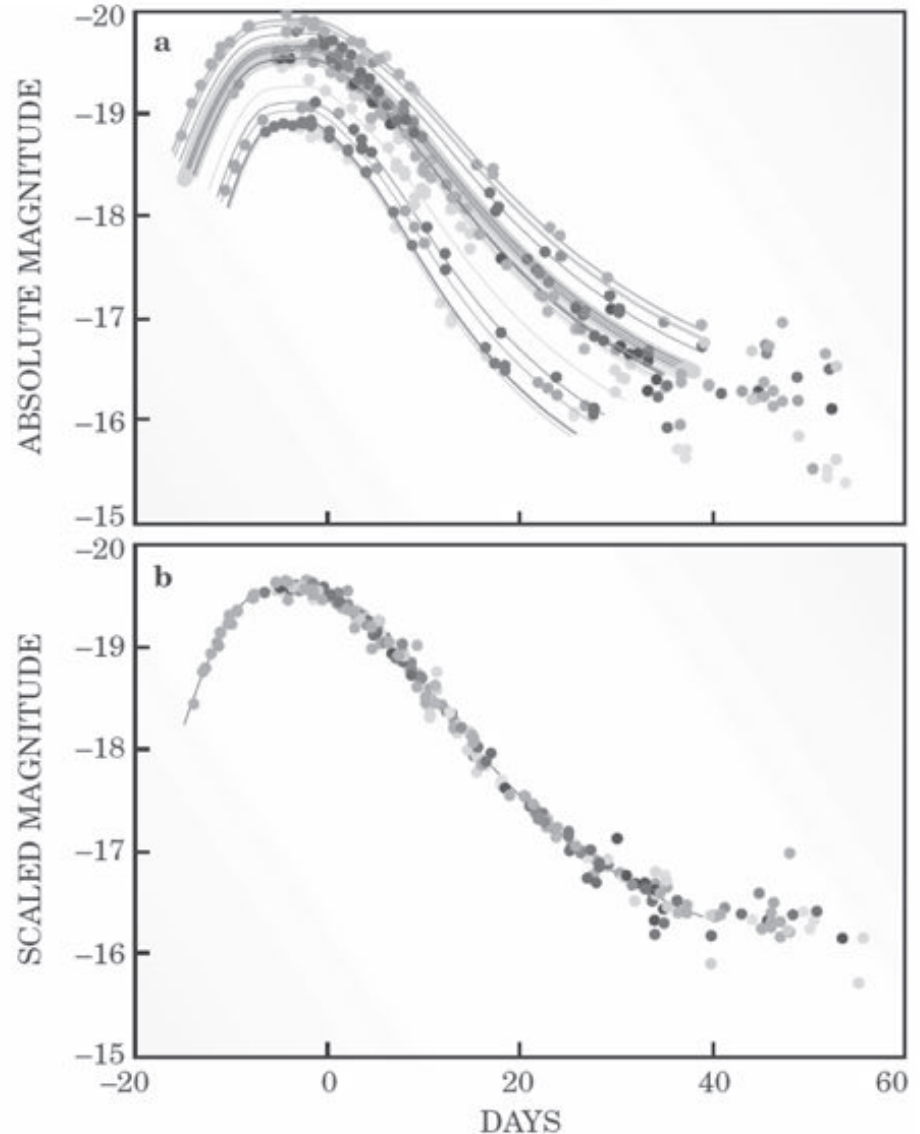 a
ABSOLUTE MAGNITUDE
–20
–19
–18
–17
–16
–15
b
SCALED MAGNITUDE
–20
–19
–18
–17
–16
–15
–20 0 20 40 60
DAYS